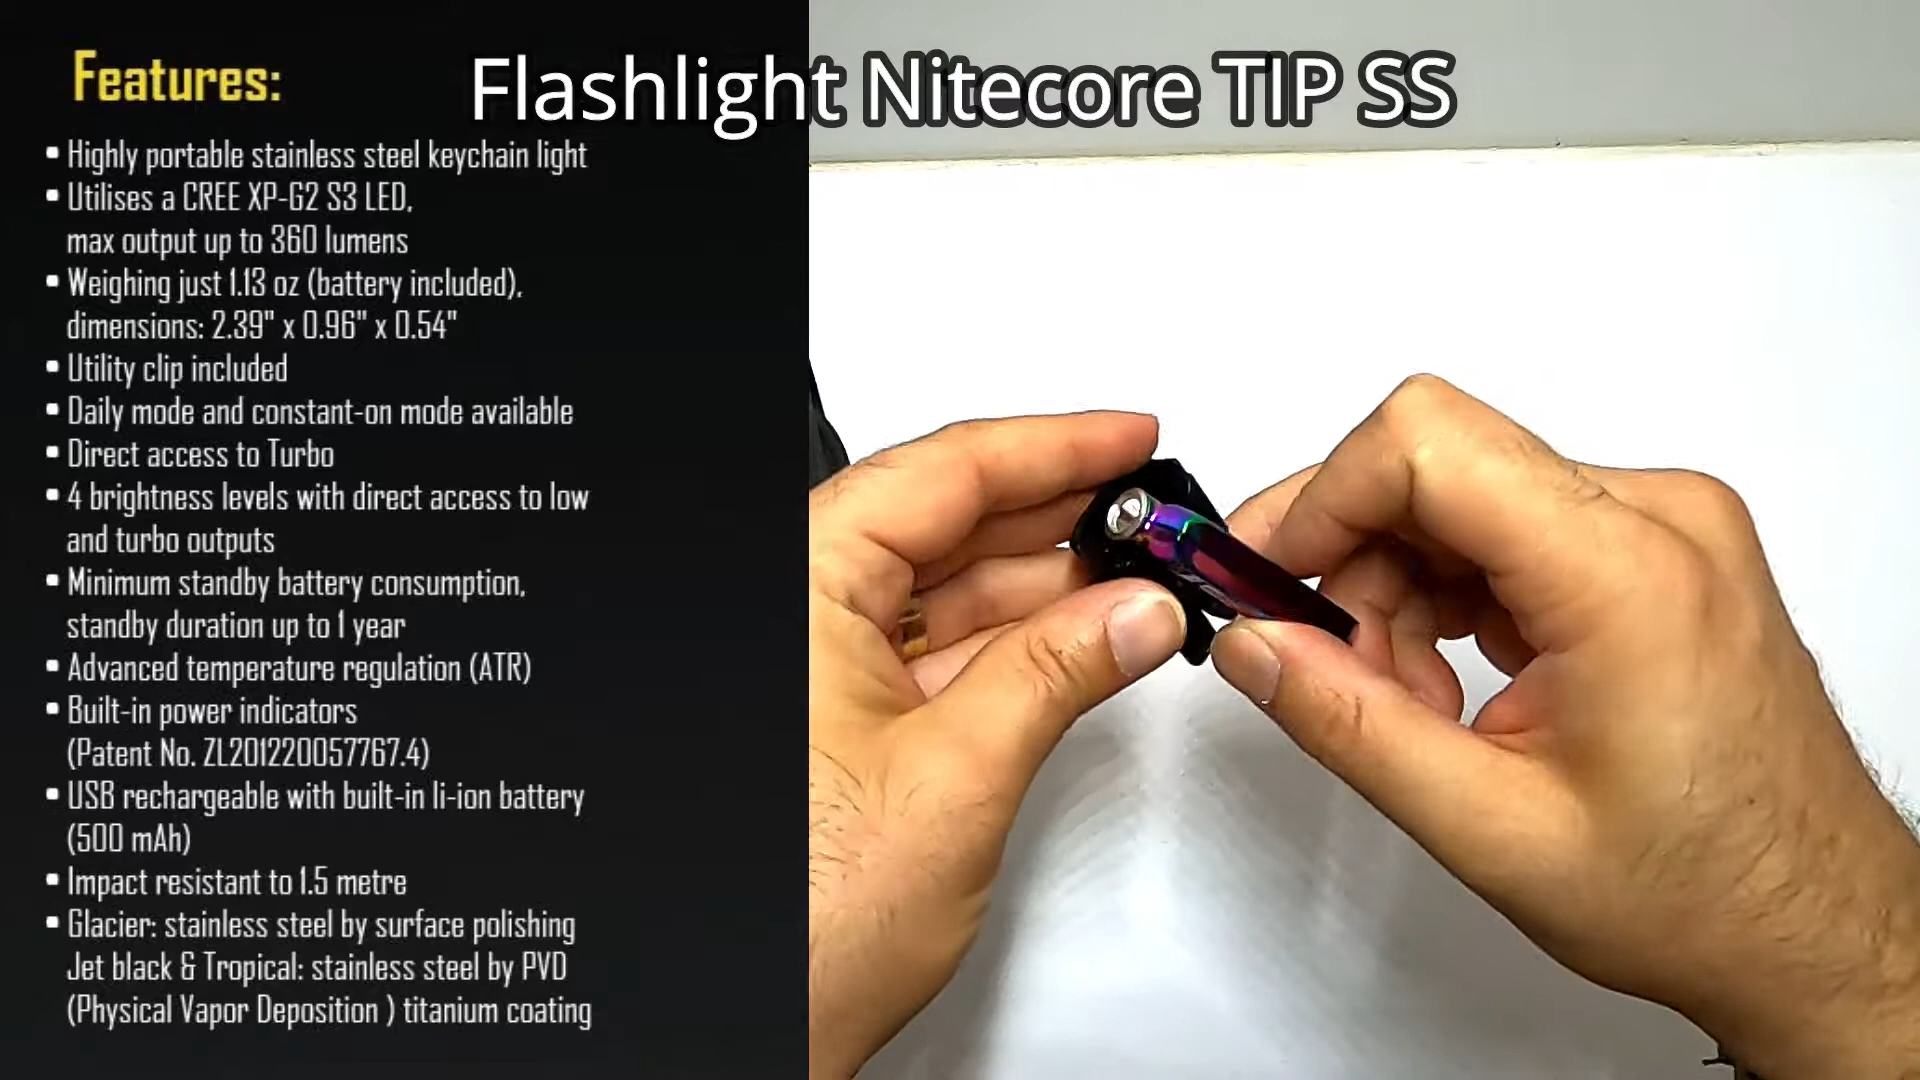 Flashlight Nitecore TIP SS
Features:
• Highly portable stainless steel keychain light
• Utilises a CREE XP-G2 S3 LED,
max output up to 360 lumens
• Weighing just 1.13 oz (battery included),
dimensions: 2.39" x 0.96" x 0.54"
• Utility clip included
• Daily mode and constant-on mode available
• Direct access to Turbo
• 4 brightness levels with direct access to low
and turbo outputs
• Minimum standby battery consumption,
standby duration up to 1 year
• Advanced temperature regulation (ATR)
• Built-in power indicators
(Patent No. ZL201220057767.4)
• USB rechargeable with built-in li-ion battery
(500 mAh)
• Impact resistant to 1.5 metre
• Glacier: stainless steel by surface polishing
Jet black & Tropical: stainless steel by PVD
(Physical Vapor Deposition ) titanium coating